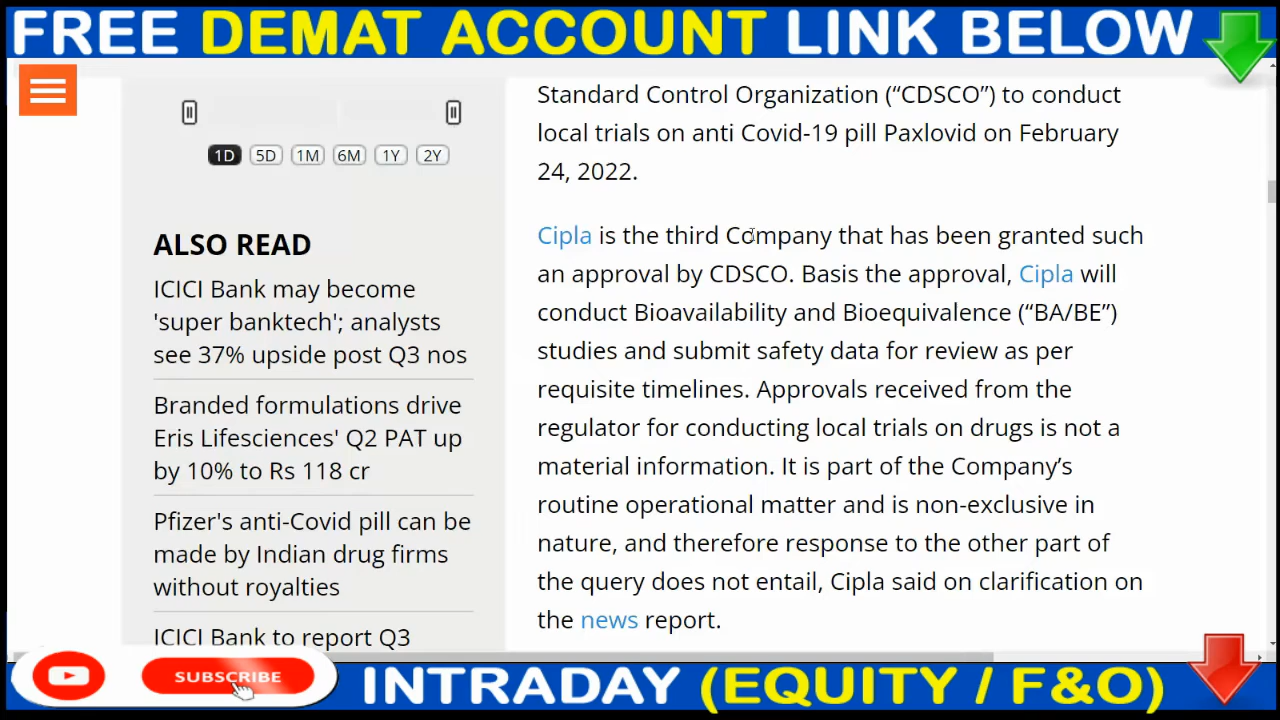 FREE DEMAT ACCOUNT LINK BELOW
1D 5D 1M 6M 1Y 2Y
ALSO READ
ICICI Bank may become
'super banktech'; analysts
see 37% upside post Q3 nos
Branded formulations drive
Eris Lifesciences' Q2 PAT up
by 10% to Rs 118 cr
Pfizer's anti-Covid pill can be
made by Indian drug firms
without royalties
ICICI Bank to report Q3
Standard Control Organization (“CDSCO”) to conduct
local trials on anti Covid-19 pill Paxlovid on February
24, 2022.
Cipla is the third Company that has been granted such
an approval by CDSCO. Basis the approval, Cipla will
conduct Bioavailability and Bioequivalence (“BA/BE”)
studies and submit safety data for review as per
requisite timelines. Approvals received from the
regulator for conducting local trials on drugs is not a
material information. It is part of the Company’s
routine operational matter and is non-exclusive in
nature, and therefore response to the other part of
the query does not entail, Cipla said on clarification on
the news report.
SUBSCRIBE
INTRADAY (EQUITY / F&O)